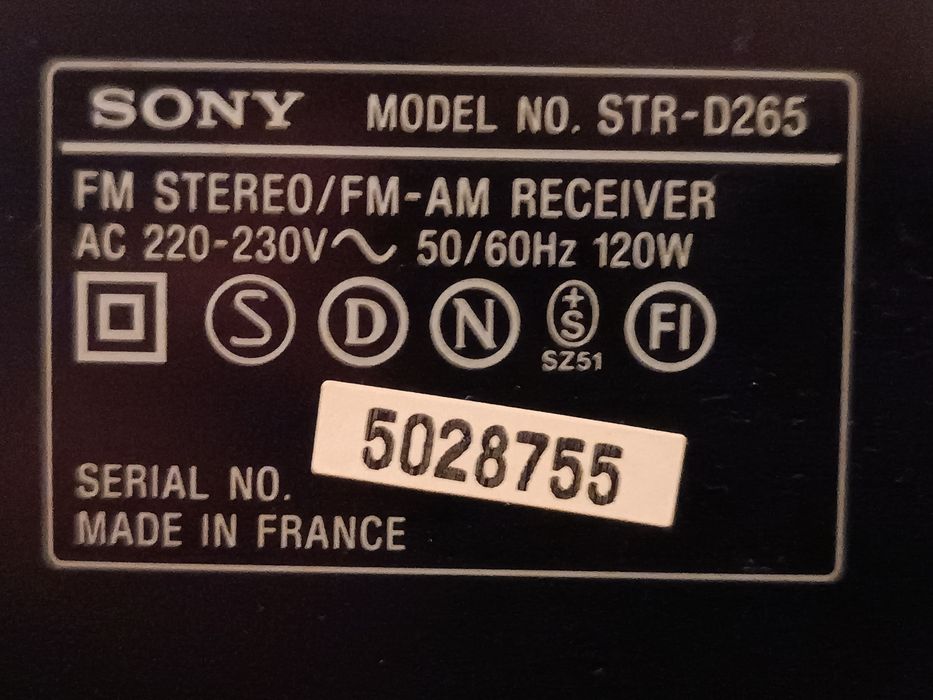 SONY MODEL NO. STR-D265
FM STEREO/FM-AM RECEIVER
AC 220-230V~ 50/60Hz 120W
S D N +S FI
SZ51
5028755
SERIAL NO.
MADE IN FRANCE